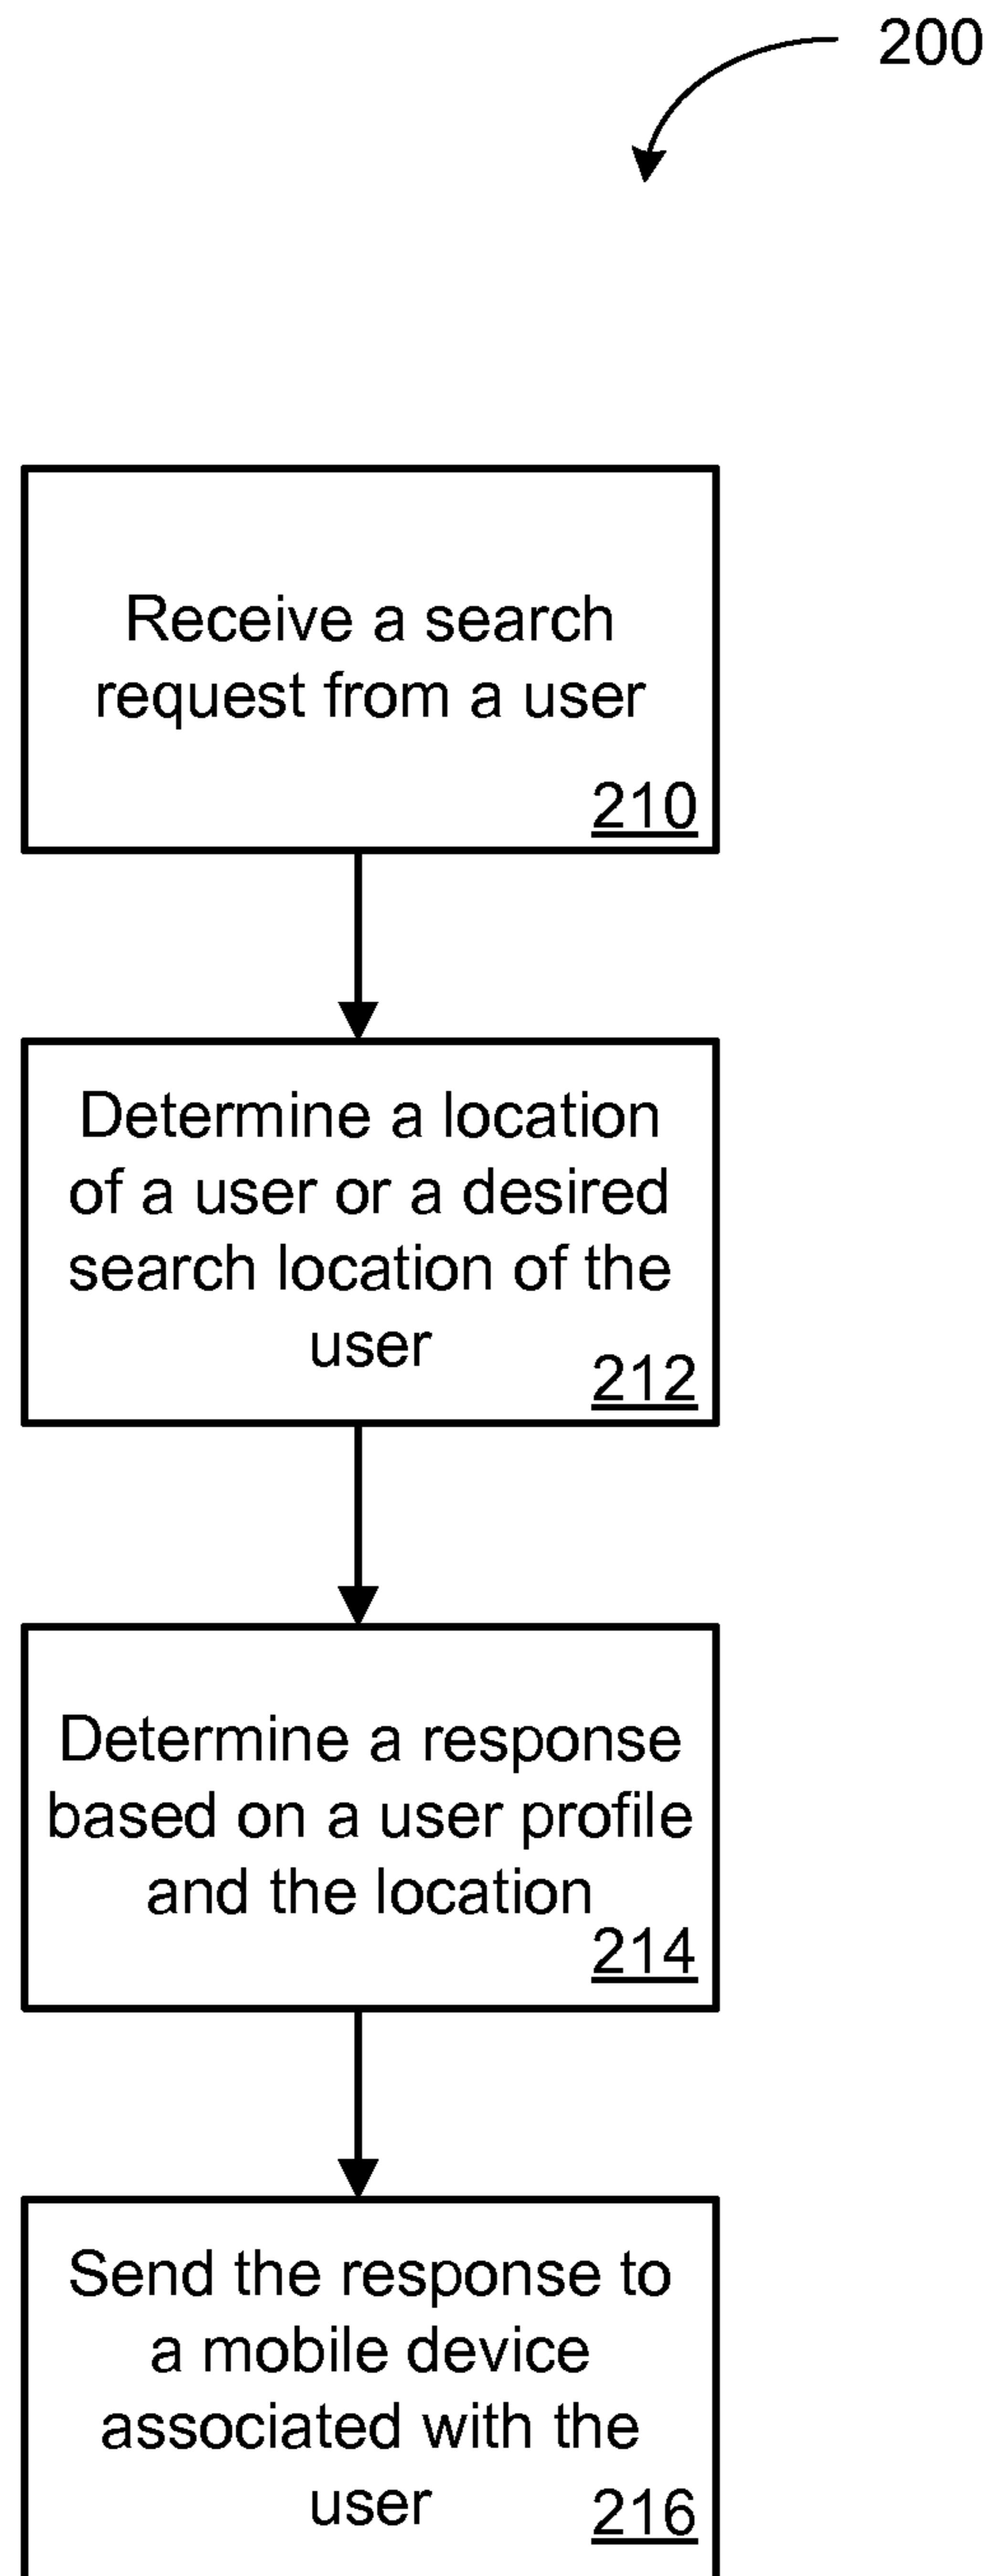 200
Receive a search
request from a user
210
Determine a location
of a user or a desired
search location of the
user
212
Determine a response
based on a user profile
and the location
214
Send the response to
a mobile device
associated with the
user
216